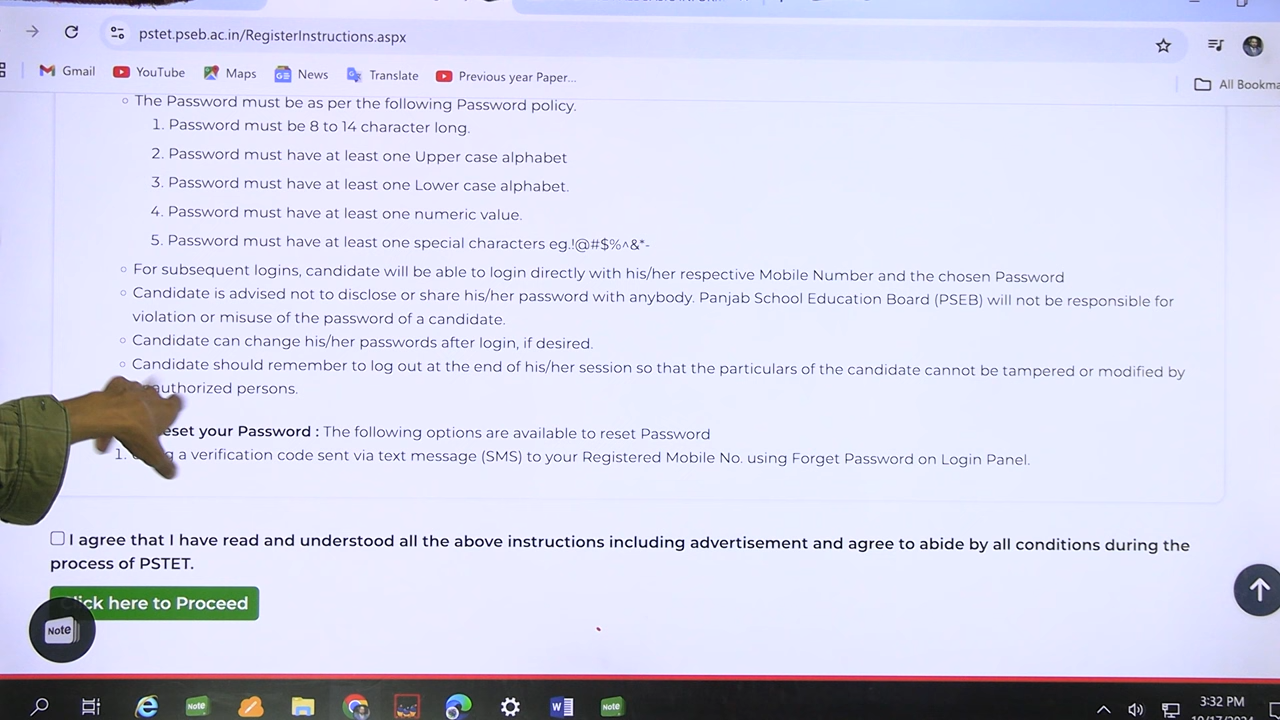 pstet.pseb.ac.in/RegisterInstructions.aspx
Gmail YouTube Maps News Translate Previous year Paper... All Bookma
◦ The Password must be as per the following Password policy.
1. Password must be 8 to 14 character long.
2. Password must have at least one Upper case alphabet
3. Password must have at least one Lower case alphabet.
4. Password must have at least one numeric value.
5. Password must have at least one special characters eg.!@#$%^&*-
◦ For subsequent logins, candidate will be able to login directly with his/her respective Mobile Number and the chosen Password
◦ Candidate is advised not to disclose or share his/her password with anybody. Panjab School Education Board (PSEB) will not be responsible for
violation or misuse of the password of a candidate.
◦ Candidate can change his/her passwords after login, if desired.
◦ Candidate should remember to log out at the end of his/her session so that the particulars of the candidate cannot be tampered or modified by
authorized persons.
eset your Password : The following options are available to reset Password
1. a verification code sent via text message (SMS) to your Registered Mobile No. using Forget Password on Login Panel.
I agree that I have read and understood all the above instructions including advertisement and agree to abide by all conditions during the
process of PSTET.
lick here to Proceed
Note
Note
Note
3:32 PM